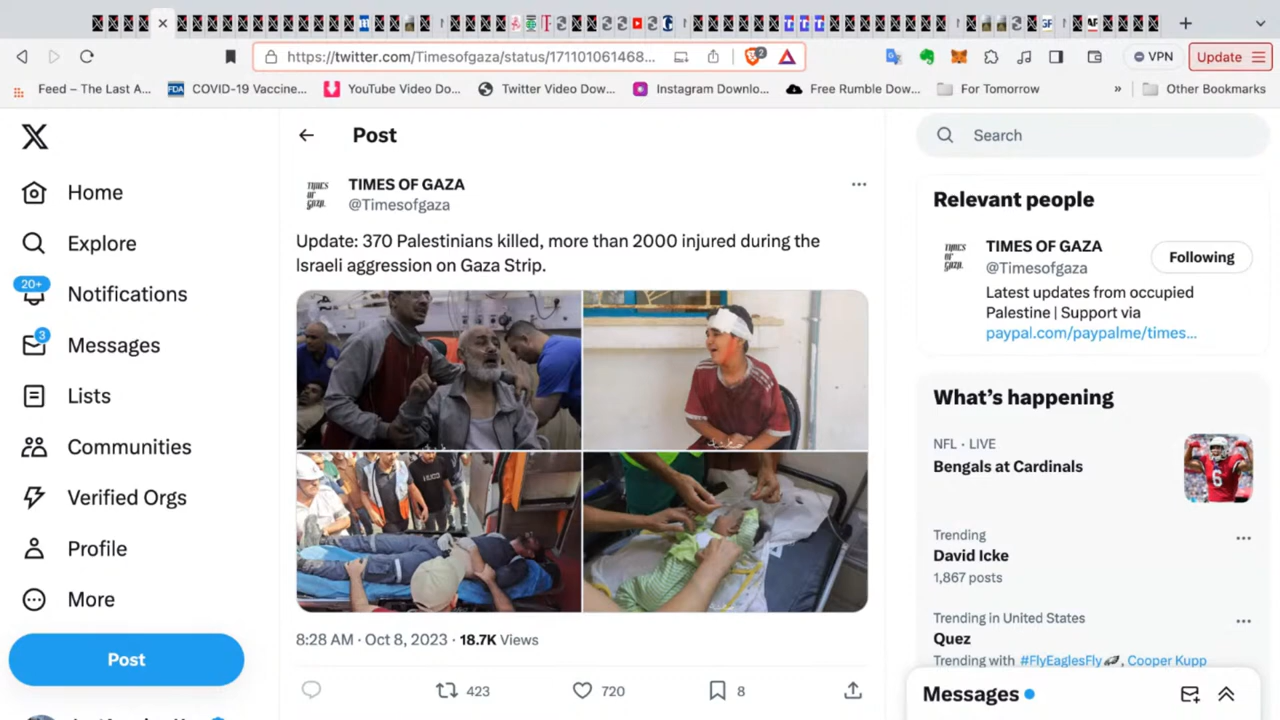 https://twitter.com/Timesofgaza/status/171101061468...
2
VPN
Update
Feed – The Last A...
FDA
COVID-19 Vaccine...
YouTube Video Do...
Twitter Video Dow...
Instagram Downlo...
Free Rumble Dow...
For Tomorrow
»
Other Bookmarks
Home
Explore
20+
Notifications
3
Messages
Lists
Communities
Verified Orgs
Profile
More
Post
Post
TIMES OF GAZA
@Timesofgaza
Update: 370 Palestinians killed, more than 2000 injured during the
Israeli aggression on Gaza Strip.
8:28 AM · Oct 8, 2023 · 18.7K Views
423
720
8
Search
Relevant people
TIMES OF GAZA
@Timesofgaza
Following
Latest updates from occupied
Palestine | Support via
paypal.com/paypalme/times...
What's happening
NFL · LIVE
Bengals at Cardinals
Trending
David Icke
1,867 posts
Trending in United States
Quez
Trending with #FlyEaglesFly, Cooper Kupp
Messages